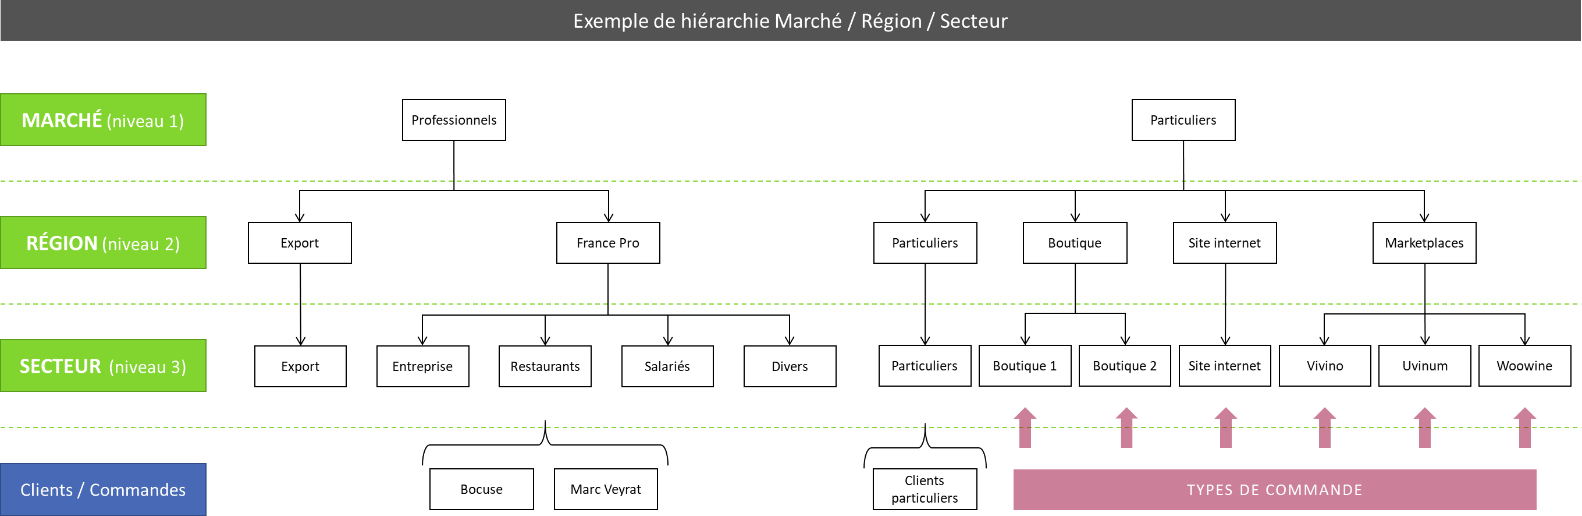 Exemple de hiérarchie Marché / Région / Secteur
MARCHÉ (niveau 1)
Professionnels
Particuliers
RÉGION (niveau 2)
Export
France Pro
Particuliers
Boutique
Site internet
Marketplaces
SECTEUR (niveau 3)
Export
Entreprise
Restaurants
Salariés
Divers
Particuliers
Boutique 1
Boutique 2
Site internet
Vivino
Uvinum
Woowine
Clients / Commandes
Bocuse
Marc Veyrat
Clients
particuliers
TYPES DE COMMANDE